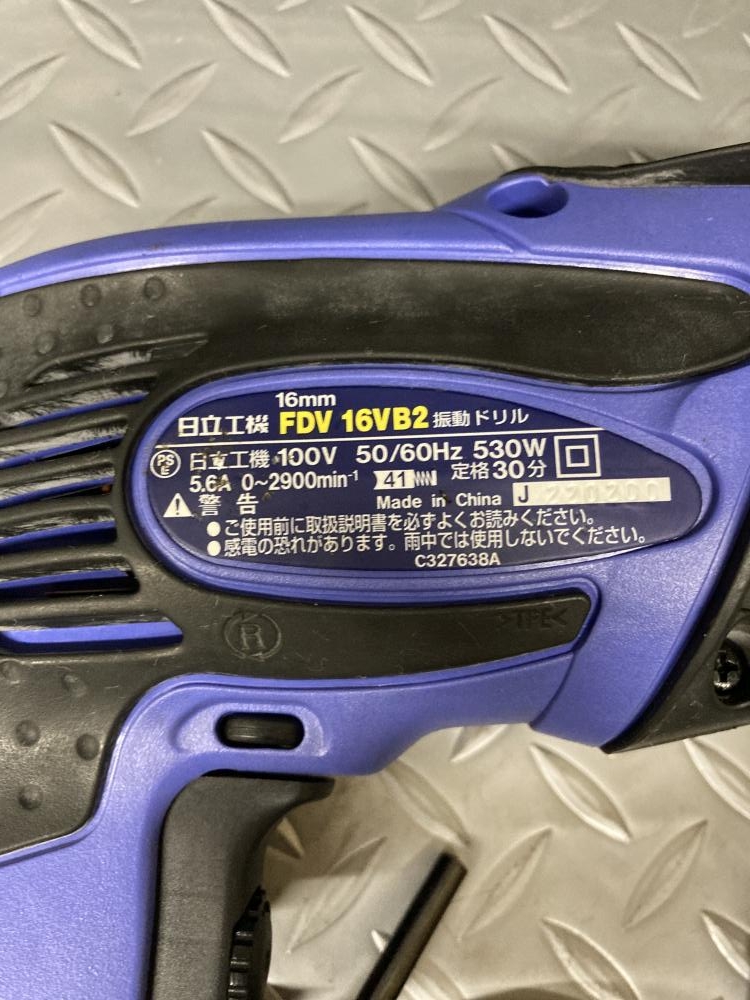 16mm
日立工機 FDV 16VB2 振動ドリル
PS E 日立工機 100V 50/60Hz 530W
5.6A 0~2900min⁻¹ 41 定格30分
警告 Made in China J
●ご使用前に取扱説明書を必ずよくお読みください。
●感電の恐れがあります。雨中では使用しないでください。
C327638A
R >TPE<